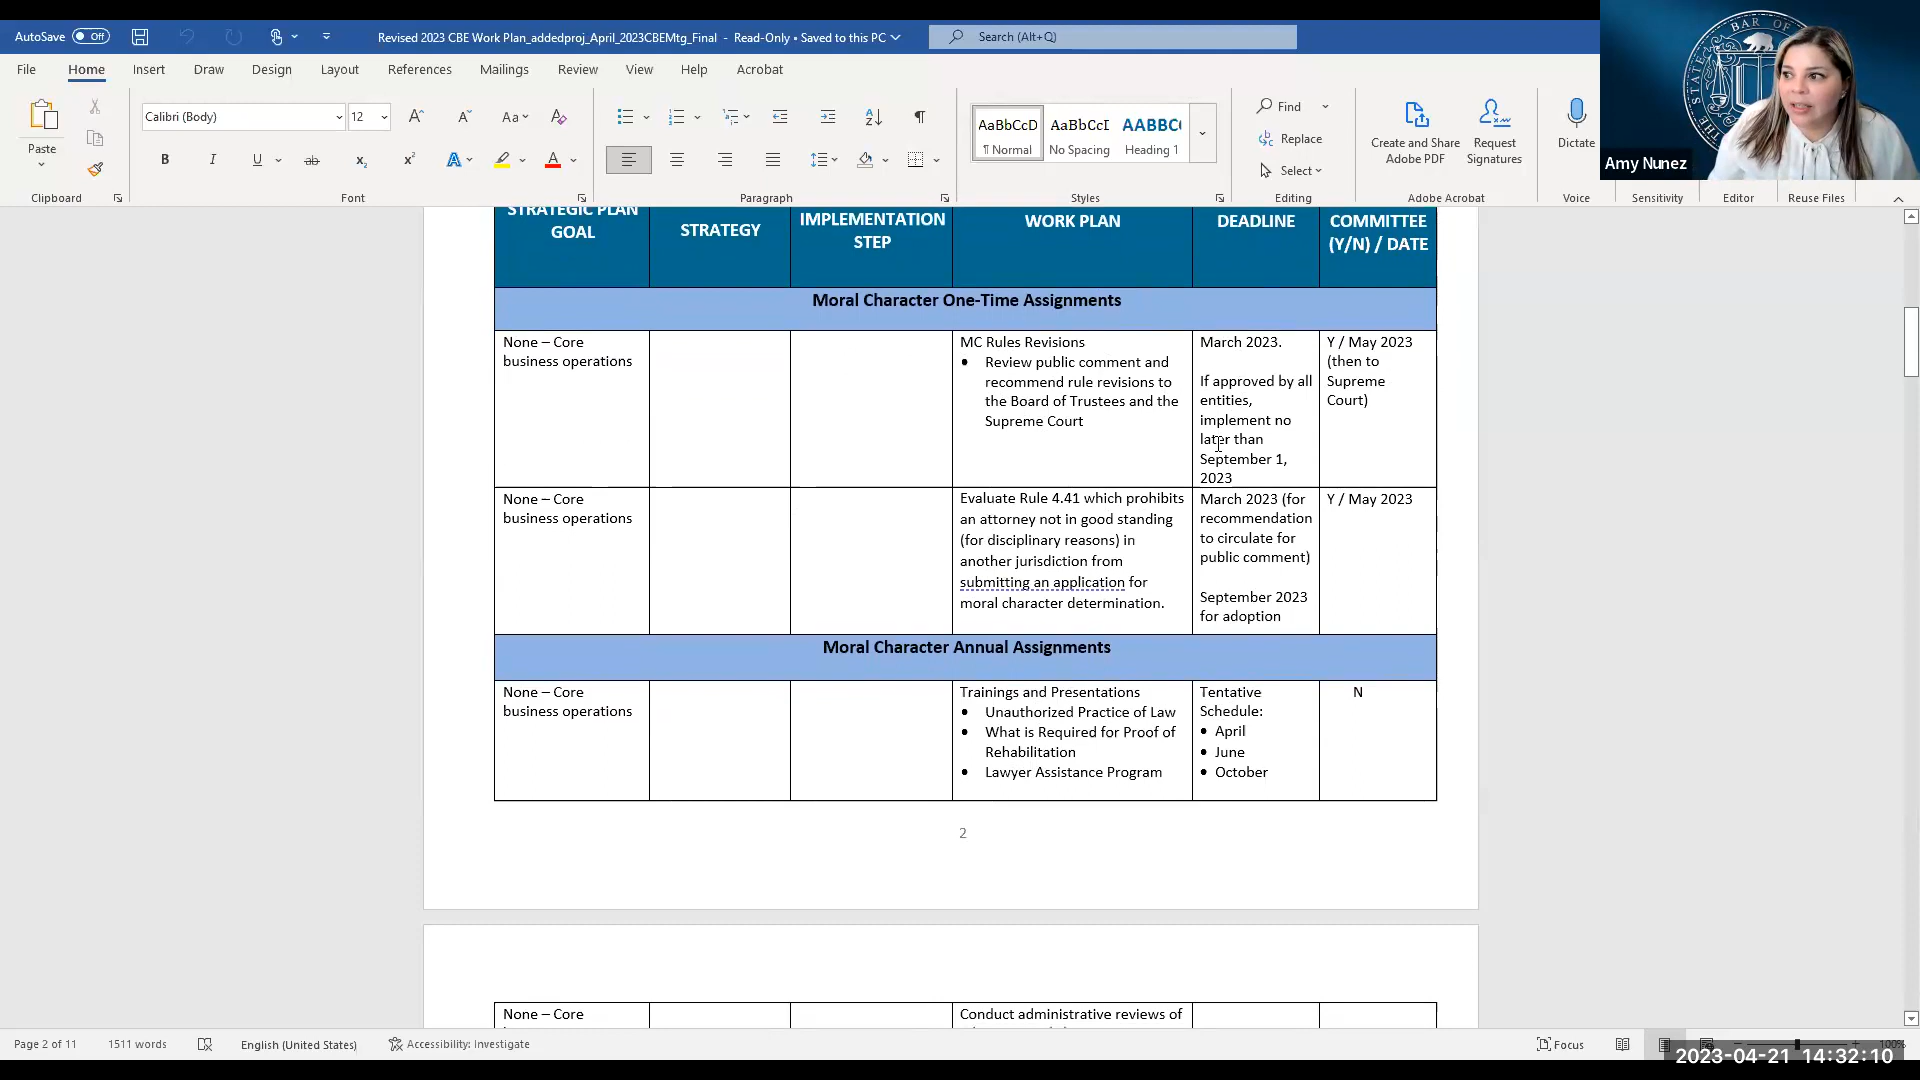 AutoSave Off
Revised 2023 CBE Work Plan_addedproj_April_2023CBEMtg_Final - Read-Only • Saved to this PC
Search (Alt+Q)
File Home Insert Draw Design Layout References Mailings Review View Help Acrobat
Paste
Clipboard
Calibri (Body) 12
Font
Paragraph
AaBbCcD AaBbCcI AABBC
¶ Normal No Spacing Heading 1
Styles
Find
Replace
Select
Editing
Create and Share
Adobe PDF
Request
Signatures
Adobe Acrobat
Dictate
Voice
Sensitivity
Editor
Reuse Files
THE STATE BAR OF
Amy Nunez
STRATEGIC PLAN
GOAL
STRATEGY
IMPLEMENTATION
STEP
WORK PLAN
DEADLINE
COMMITTEE
(Y/N) / DATE
Moral Character One-Time Assignments
None – Core
business operations
MC Rules Revisions
• Review public comment and
recommend rule revisions to
the Board of Trustees and the
Supreme Court
March 2023.
If approved by all
entities,
implement no
later than
September 1,
2023
Y / May 2023
(then to
Supreme
Court)
None – Core
business operations
Evaluate Rule 4.41 which prohibits
an attorney not in good standing
(for disciplinary reasons) in
another jurisdiction from
submitting an application for
moral character determination.
March 2023 (for
recommendation
to circulate for
public comment)
September 2023
for adoption
Y / May 2023
Moral Character Annual Assignments
None – Core
business operations
Trainings and Presentations
• Unauthorized Practice of Law
• What is Required for Proof of
Rehabilitation
• Lawyer Assistance Program
Tentative
Schedule:
• April
• June
• October
N
2
None – Core
Conduct administrative reviews of
Page 2 of 11 1511 words English (United States) Accessibility: Investigate
Focus
100%
2023-04-21 14:32:10